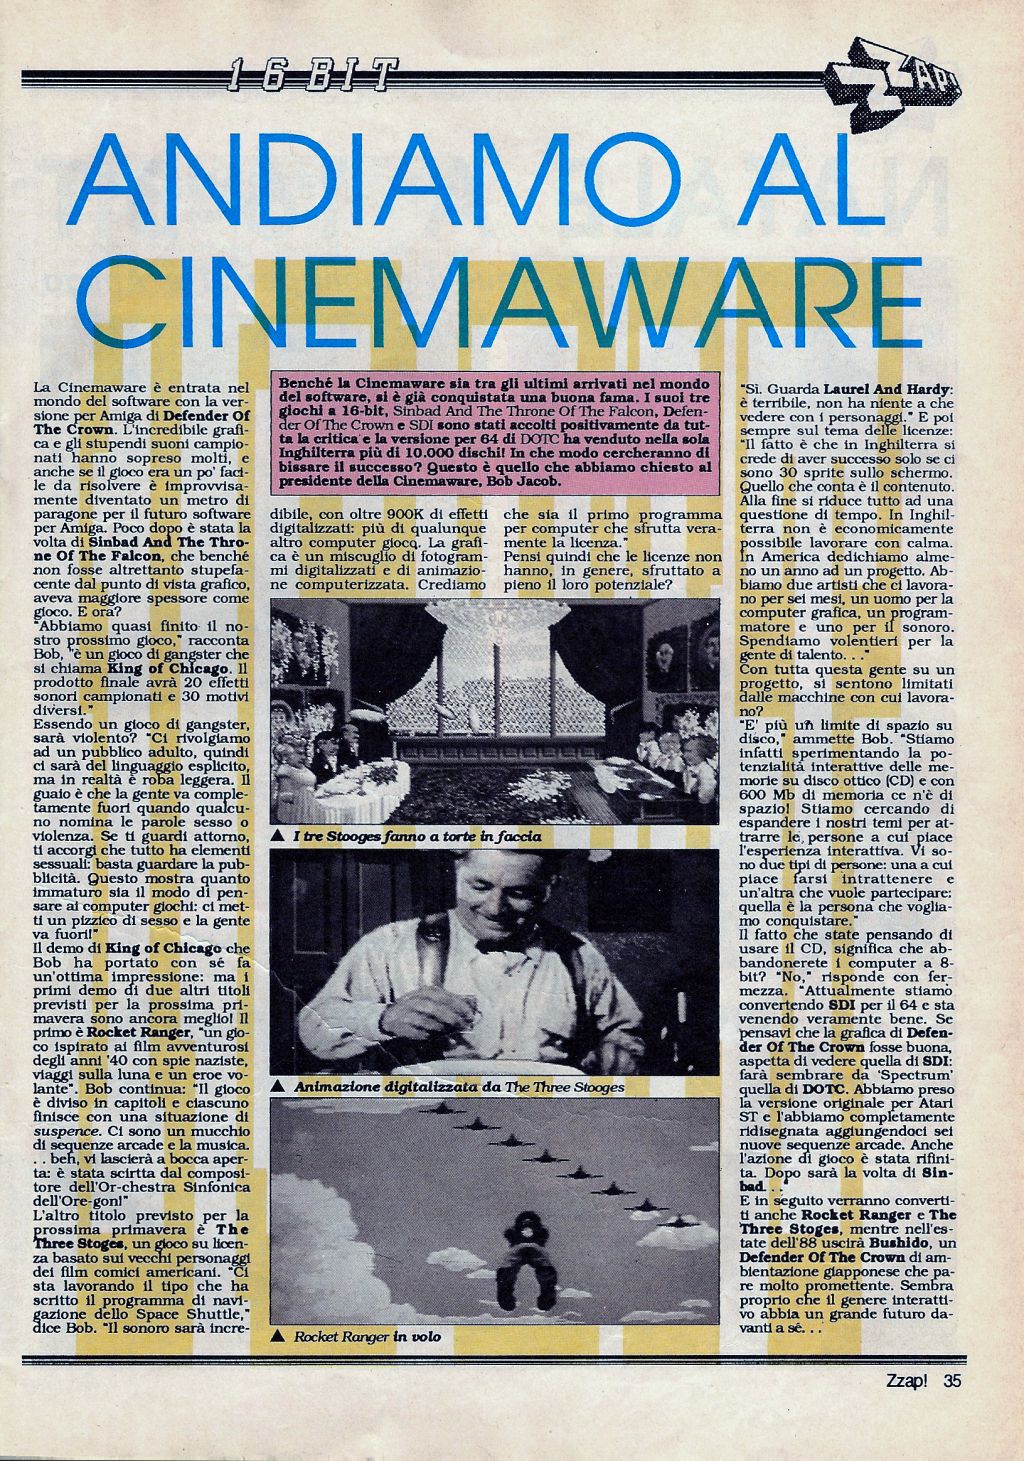 16 BIT
ZZAP!
ANDIAMO AL
CINEMAWARE
Benché la Cinemaware sia tra gli ultimi arrivati nel mondo
del software, si è già conquistata una buona fama. I suoi tre
giochi a 16-bit, Sinbad And The Throne Of The Falcon, Defen-
der Of The Crown e SDI sono stati accolti positivamente da tut-
ta la critica e la versione per 64 di DOTC ha venduto nella sola
Inghilterra più di 10.000 dischi! In che modo cercheranno di
bissare il successo? Questo è quello che abbiamo chiesto al
presidente della Cinemaware, Bob Jacob.
La Cinemaware è entrata nel
mondo del software con la ver-
sione per Amiga di Defender Of
The Crown. L'incredibile grafi-
ca e gli stupendi suoni campio-
nati hanno sopreso molti, e
anche se il gioco era un po' faci-
le da risolvere è improvvisa-
mente diventato un metro di
paragone per il futuro software
per Amiga. Poco dopo è stata la
volta di Sinbad And The Thro-
ne Of The Falcon, che benché
non fosse altrettanto stupefa-
cente dal punto di vista grafico,
aveva maggiore spessore come
gioco. E ora?
"Abbiamo quasi finito il no-
stro prossimo gioco," racconta
Bob, "è un gioco di gangster che
si chiama King of Chicago. Il
prodotto finale avrà 20 effetti
sonori campionati e 30 motivi
diversi."
Essendo un gioco di gangster,
sarà violento? "Ci rivolgiamo
ad un pubblico adulto, quindi
ci sarà del linguaggio esplicito,
ma in realtà è roba leggera. Il
guaio è che la gente va comple-
tamente fuori quando qualcu-
no nomina le parole sesso o
violenza. Se ti guardi attorno,
ti accorgi che tutto ha elementi
sessuali: basta guardare la pub-
blicità. Questo mostra quanto
immaturo sia il modo di pen-
sare ai computer giochi: ci met-
ti un pizzico di sesso e la gente
va fuori!"
Il demo di King of Chicago che
Bob ha portato con sé fa
un'ottima impressione: ma i
primi demo di due altri titoli
previsti per la prossima pri-
mavera sono ancora meglio! Il
primo è Rocket Ranger, "un gio-
co ispirato ai film avventurosi
degli anni '40 con spie naziste,
viaggi sulla luna e un eroe vo-
lante". Bob continua: "Il gioco
è diviso in capitoli e ciascuno
finisce con una situazione di
suspence. Ci sono un mucchio
di sequenze arcade e la musica.
. . beh, vi lascierà a bocca aper-
ta: è stata scirtta dal composi-
tore dell'Or-chestra Sinfonica
dell'Ore-gon!"
L'altro titolo previsto per la
prossima primavera è The
Three Stoges, un gioco su licen-
za basato sui vecchi personaggi
dei film comici americani. "Ci
sta lavorando il tipo che ha
scritto il programma di navi-
gazione dello Space Shuttle,"
dice Bob. "Il sonoro sarà incre-
dibile, con oltre 900K di effetti
digitalizzati: più di qualunque
altro computer gioco. La grafi-
ca è un miscuglio di fotogram-
mi digitalizzati e di animazio-
ne computerizzata. Crediamo
che sia il primo programma
per computer che sfrutta vera-
mente la licenza."
Pensi quindi che le licenze non
hanno, in genere, sfruttato a
pieno il loro potenziale?
▲ I tre Stooges fanno a torte in faccia
▲ Animazione digitalizzata da The Three Stooges
▲ Rocket Ranger in volo
"Sì. Guarda Laurel And Hardy:
è terribile, non ha niente a che
vedere con i personaggi." E poi
sempre sul tema delle licenze:
"Il fatto è che in Inghilterra si
crede di aver successo solo se ci
sono 30 sprite sullo schermo.
Quello che conta è il contenuto.
Alla fine si riduce tutto ad una
questione di tempo. In Inghil-
terra non è economicamente
possibile lavorare con calma.
In America dedichiamo alme-
no un anno ad un progetto. Ab-
biamo due artisti che ci lavora-
no per sei mesi, un uomo per la
computer grafica, un program-
matore e uno per il sonoro.
Spendiamo volentieri per la
gente di talento. . ."
Con tutta questa gente su un
progetto, si sentono limitati
dalle macchine con cui lavora-
no?
"E' più un limite di spazio su
disco," ammette Bob. "Stiamo
infatti sperimentando la po-
tenzialità interattive delle me-
morie su disco ottico (CD) e con
600 Mb di memoria ce n'è di
spazio! Stiamo cercando di
espandere i nostri temi per at-
trarre le persone a cui piace
l'esperienza interattiva. Vi so-
no due tipi di persone: una a cui
piace farsi intrattenere e
un'altra che vuole partecipare:
quella è la persona che voglia-
mo conquistare."
Il fatto che state pensando di
usare il CD, significa che ab-
bandonerete i computer a 8-
bit? "No," risponde con fer-
mezza. "Attualmente stiamo
convertendo SDI per il 64 e sta
venendo veramente bene. Se
pensavi che la grafica di Defen-
der Of The Crown fosse buona,
aspetta di vedere quella di SDI:
farà sembrare da 'Spectrum'
quella di DOTC. Abbiamo preso
la versione originale per Atari
ST e l'abbiamo completamente
ridisegnata aggiungendoci sei
nuove sequenze arcade. Anche
l'azione di gioco è stata rifini-
ta. Dopo sarà la volta di Sin-
bad. . ."
E in seguito verranno converti-
ti anche Rocket Ranger e The
Three Stoges, mentre nell'es-
tate dell'88 uscirà Bushido, un
Defender Of The Crown di am-
bientazione giapponese che pa-
re molto promettente. Sembra
proprio che il genere interatti-
vo abbia un grande futuro da-
vanti a sé. . .
Zzap! 35